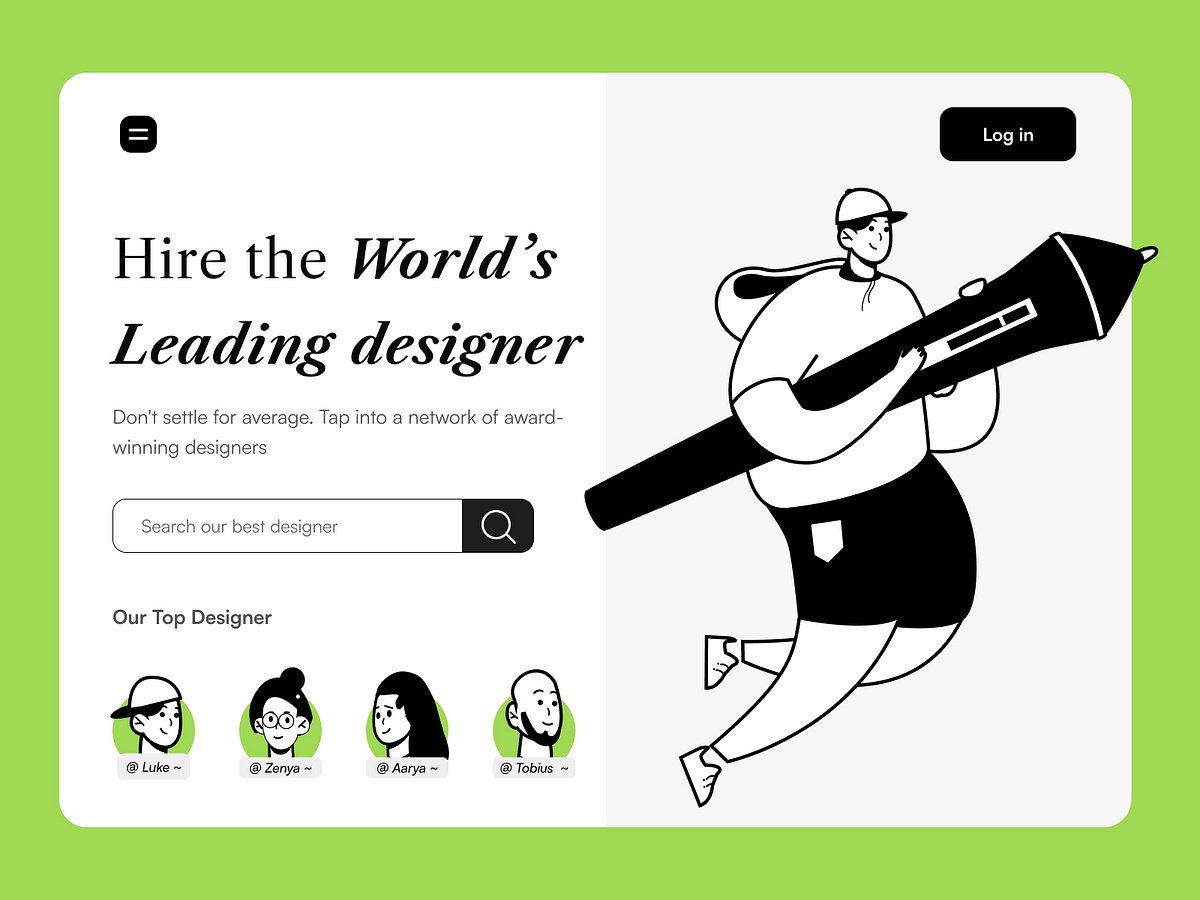 Log in
Hire the World’s
Leading designer
Don't settle for average. Tap into a network of award-
winning designers
Search our best designer
Our Top Designer
@ Luke ~
@ Zenya ~
@ Aarya ~
@ Tobius ~